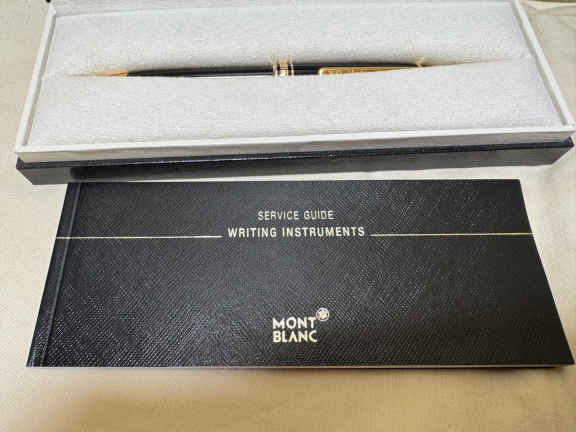 SERVICE GUIDE
WRITING INSTRUMENTS
MONT
BLANC